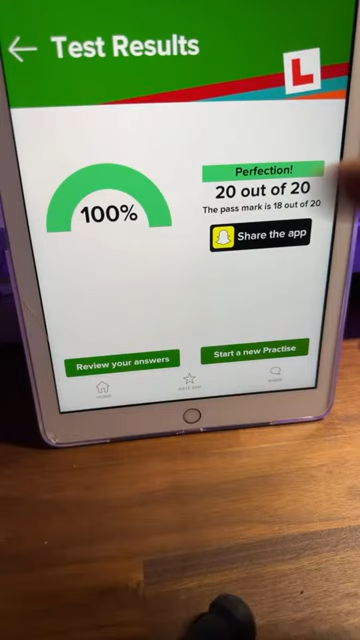 Test Results
L
Perfection!
100%
20 out of 20
The pass mark is 18 out of 20
Share the app
Review your answers
Start a new Practise